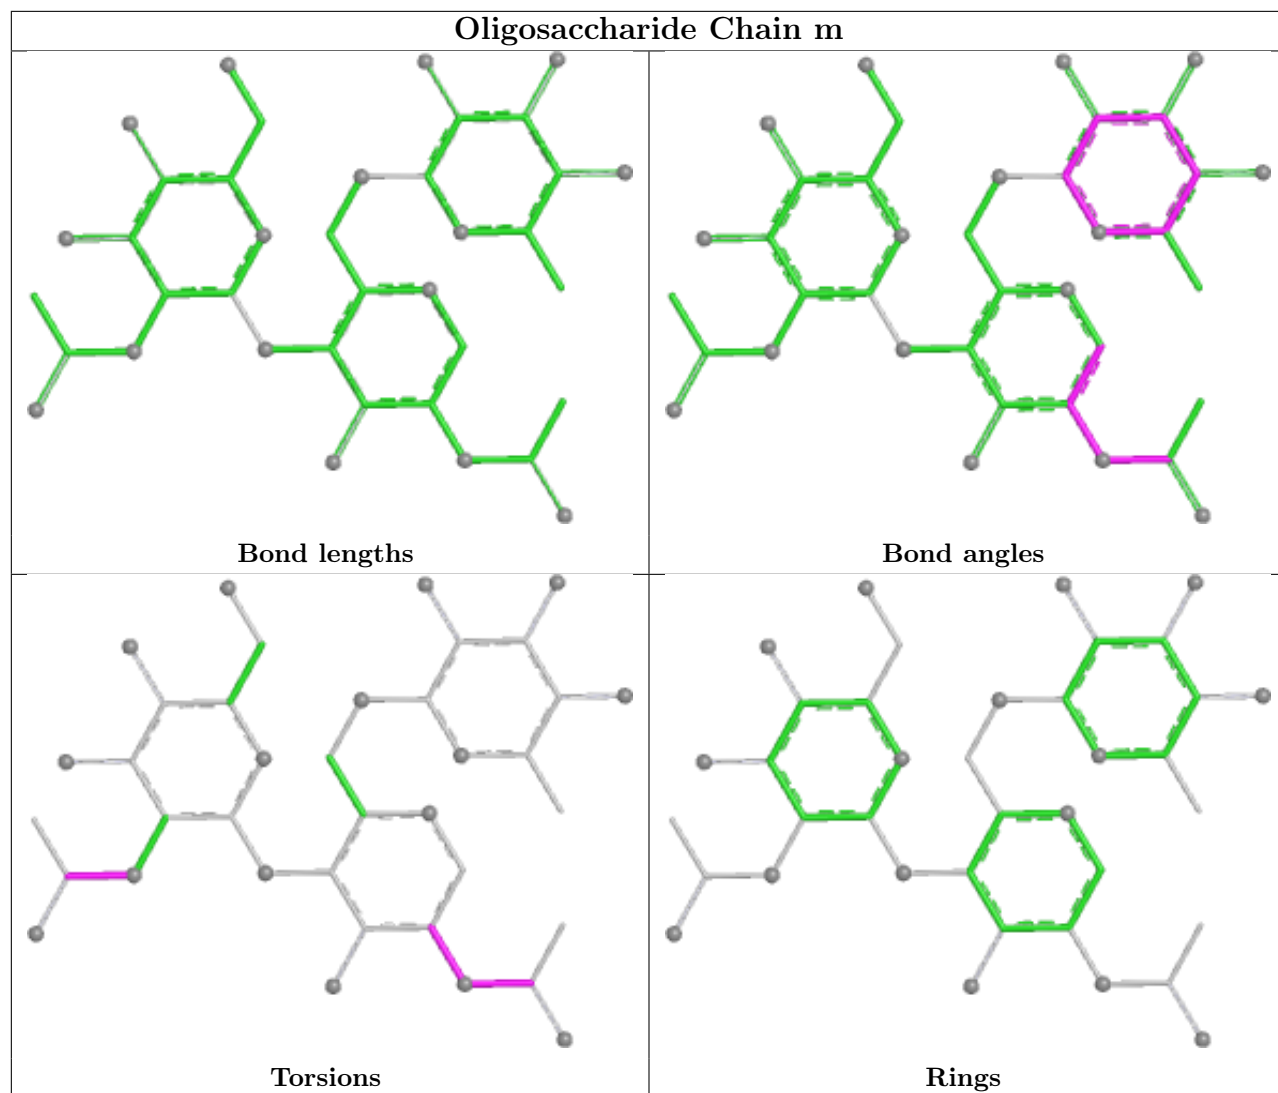 Oligosaccharide Chain m
Bond lengths
Bond angles
Torsions
Rings